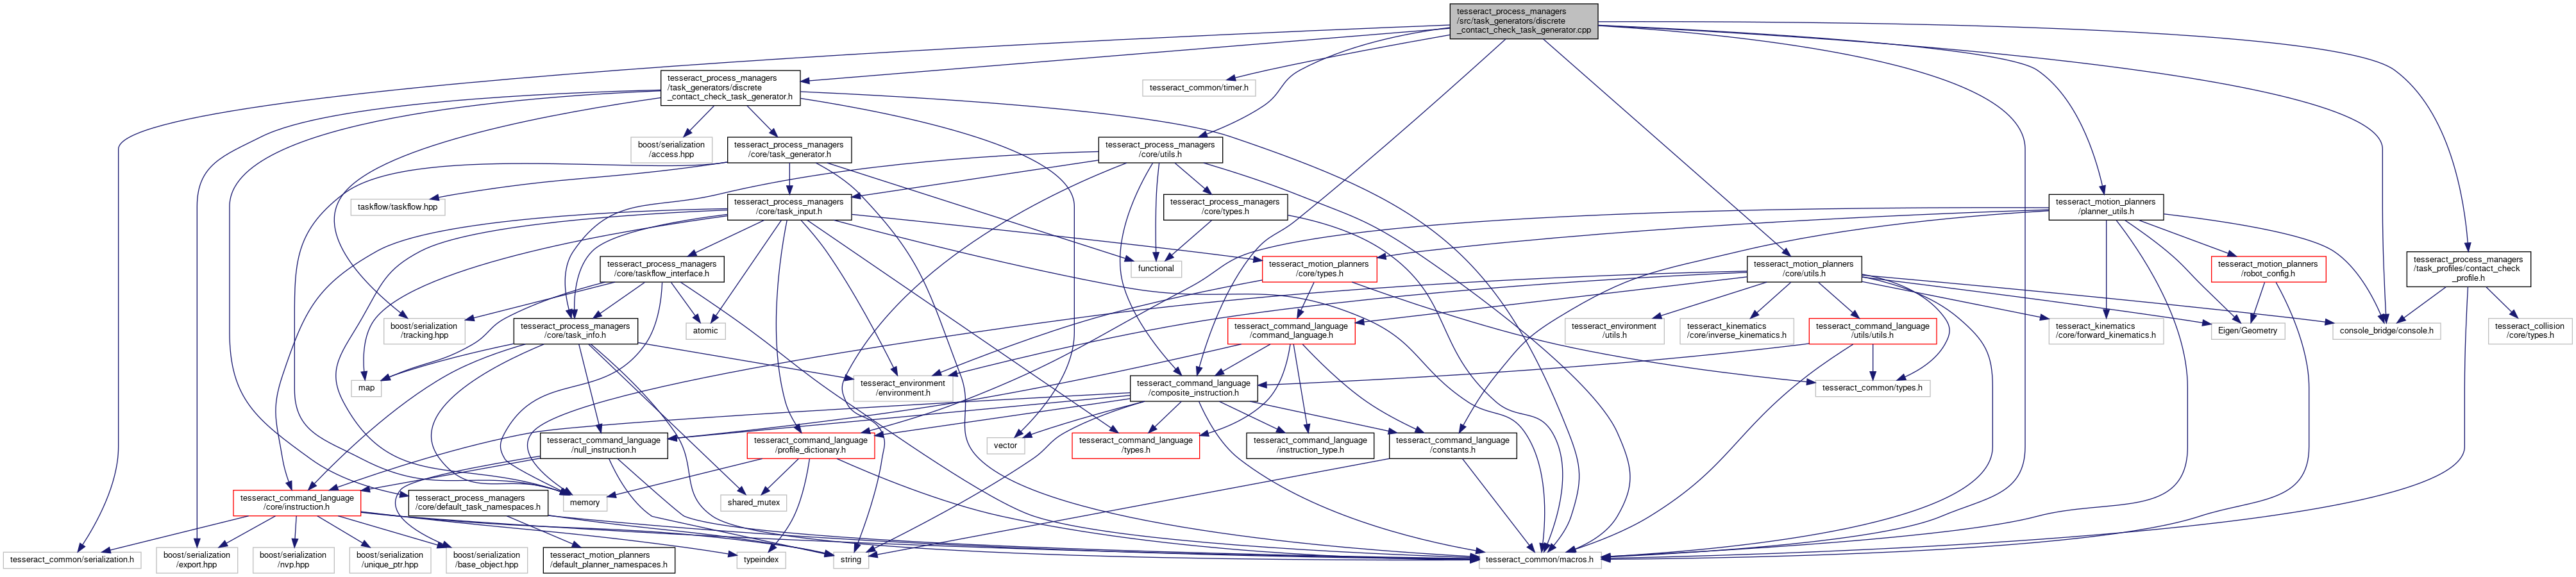 tesseract_process_managers
/src/task_generators/discrete
_contact_check_task_generator.cpp
tesseract_process_managers
/task_generators/discrete
_contact_check_task_generator.h
tesseract_common/timer.h
boost/serialization
/access.hpp
tesseract_process_managers
/core/task_generator.h
tesseract_process_managers
/core/utils.h
taskflow/taskflow.hpp
tesseract_process_managers
/core/task_input.h
tesseract_process_managers
/core/types.h
tesseract_motion_planners
/planner_utils.h
tesseract_process_managers
/core/taskflow_interface.h
functional
tesseract_motion_planners
/core/types.h
tesseract_motion_planners
/core/utils.h
tesseract_motion_planners
/robot_config.h
tesseract_process_managers
/task_profiles/contact_check
_profile.h
boost/serialization
/tracking.hpp
tesseract_process_managers
/core/task_info.h
atomic
tesseract_command_language
/command_language.h
tesseract_environment
/utils.h
tesseract_kinematics
/core/inverse_kinematics.h
tesseract_command_language
/utils/utils.h
tesseract_kinematics
/core/forward_kinematics.h
Eigen/Geometry
console_bridge/console.h
tesseract_collision
/core/types.h
map
tesseract_environment
/environment.h
tesseract_command_language
/composite_instruction.h
tesseract_common/types.h
tesseract_command_language
/null_instruction.h
tesseract_command_language
/profile_dictionary.h
vector
tesseract_command_language
/types.h
tesseract_command_language
/instruction_type.h
tesseract_command_language
/constants.h
tesseract_command_language
/core/instruction.h
tesseract_process_managers
/core/default_task_namespaces.h
memory
shared_mutex
tesseract_common/serialization.h
boost/serialization
/export.hpp
boost/serialization
/nvp.hpp
boost/serialization
/unique_ptr.hpp
boost/serialization
/base_object.hpp
tesseract_motion_planners
/default_planner_namespaces.h
typeindex
string
tesseract_common/macros.h